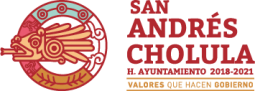 SAN
ANDRÉS
CHOLULA
H. AYUNTAMIENTO 2018-2021
VALORES QUE HACEN GOBIERNO